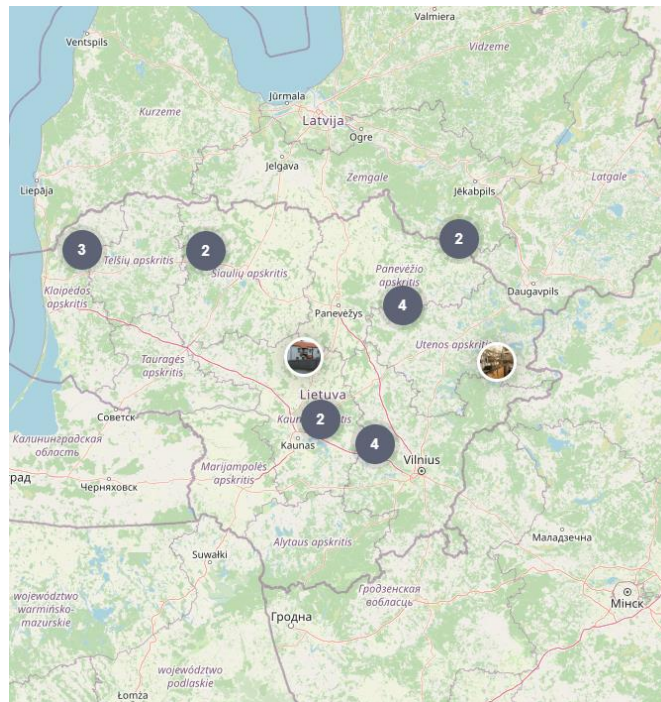 Valmiera
Ventspils
Vidzeme
Jūrmala
Kurzeme
Latvija
Ogre
Jelgava
Zemgale
Latgale
Liepāja
Jēkabpils
2
3
2
Telšių apskritis
Šiaulių apskritis
Panevėžio
apskritis
Klaipėdos
apskritis
Daugavpils
4
Panevėžys
Utenos apskritis
Tauragės
apskritis
Lietuva
2
Советск
Kaunas
4
Калининградская
область
Vilnius
Marijampolės
apskritis
рад
Черняховск
Маладзечна
Alytaus apskritis
Suwałki
Гродзенская
вобласць
województwo
warmińsko-
mazurskie
Мінск
Гродна
województwo
podlaskie
Łomża